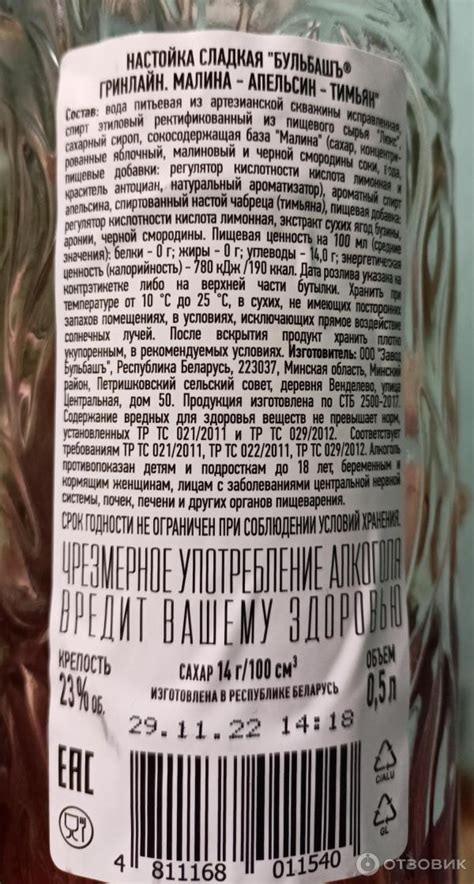 НАСТОЙКА СЛАДКАЯ "БУЛЬБАШЪ®
ГРИНЛАЙН. МАЛИНА - АПЕЛЬСИН - ТИМЬЯН"
Состав: вода питьевая из артезианской скважины исправленная,
спирт этиловый ректификованный из пищевого сырья "Люкс",
сахарный сироп, сокосодержащая база "Малина" (сахар, концентри-
рованные яблочный, малиновый и черной смородины соки, вода,
пищевые добавки: регулятор кислотности кислота лимонная и
краситель антоциан, натуральный ароматизатор), ароматный спирт
апельсина, спиртованный настой чабреца (тимьяна), пищевая добавка:
регулятор кислотности кислота лимонная, экстракт сухих ягод бузины,
аронии, черной смородины. Пищевая ценность на 100 мл (средние
значения): белки - 0 г; жиры - 0 г; углеводы - 14,0 г; энергетическая
ценность (калорийность) - 780 кДж /190 ккал. Дата розлива указана на
контрэтикетке либо на верхней части бутылки. Хранить при
температуре от 10 °С до 25 °С, в сухих, не имеющих посторонних
запахов помещениях, в условиях, исключающих прямое воздействие
солнечных лучей. После вскрытия продукт хранить плотно
укупоренным, в рекомендуемых условиях. Изготовитель: ООО "Завод
Бульбашъ", Республика Беларусь, 223037, Минская область, Минский
район, Петришковский сельский совет, деревня Венделево, улица
Центральная, дом 50. Продукция изготовлена по СТБ 2500-2017.
Содержание вредных для здоровья веществ не превышает норм,
установленных ТР ТС 021/2011 и ТР ТС 029/2012. Соответствует
требованиям ТР ТС 021/2011, ТР ТС 022/2011, ТР ТС 029/2012. Алкоголь
противопоказан детям и подросткам до 18 лет, беременным и
кормящим женщинам, лицам с заболеваниями центральной нервной
системы, почек, печени и других органов пищеварения.
СРОК ГОДНОСТИ НЕ ОГРАНИЧЕН ПРИ СОБЛЮДЕНИИ УСЛОВИЙ ХРАНЕНИЯ.
ЧРЕЗМЕРНОЕ УПОТРЕБЛЕНИЕ АЛКОГОЛЯ
ВРЕДИТ ВАШЕМУ ЗДОРОВЬЮ
КРЕПОСТЬ
23% об.
САХАР 14 г/100 см³
ИЗГОТОВЛЕНА В РЕСПУБЛИКЕ БЕЛАРУСЬ
ОБЪЕМ
0,5 л
29.11.22 14:18
EAC
C/ALU
GL
4 811168 011540 >
ОТЗОВИК